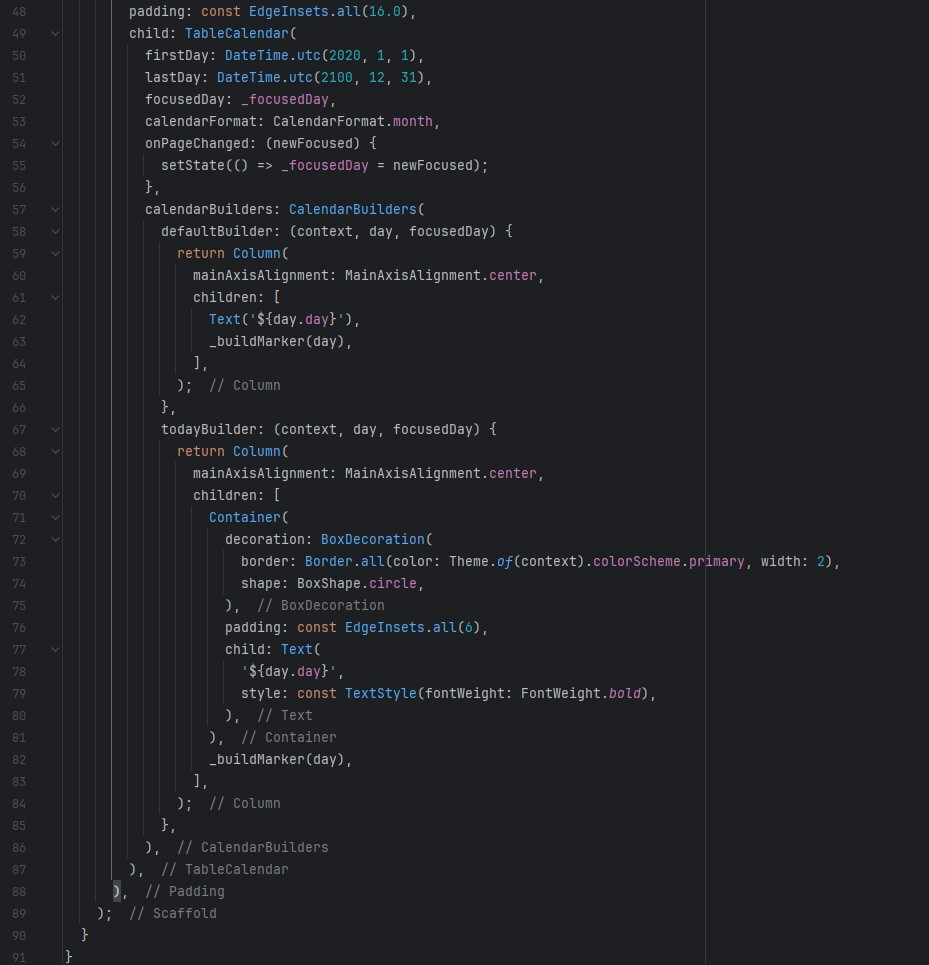 48 padding: const EdgeInsets.all(16.0),
49 child: TableCalendar(
50 firstDay: DateTime.utc(2020, 1, 1),
51 lastDay: DateTime.utc(2100, 12, 31),
52 focusedDay: _focusedDay,
53 calendarFormat: CalendarFormat.month,
54 onPageChanged: (newFocused) {
55 setState(() => _focusedDay = newFocused);
56 },
57 calendarBuilders: CalendarBuilders(
58 defaultBuilder: (context, day, focusedDay) {
59 return Column(
60 mainAxisAlignment: MainAxisAlignment.center,
61 children: [
62 Text('${day.day}'),
63 _buildMarker(day),
64 ],
65 ); // Column
66 },
67 todayBuilder: (context, day, focusedDay) {
68 return Column(
69 mainAxisAlignment: MainAxisAlignment.center,
70 children: [
71 Container(
72 decoration: BoxDecoration(
73 border: Border.all(color: Theme.of(context).colorScheme.primary, width: 2),
74 shape: BoxShape.circle,
75 ), // BoxDecoration
76 padding: const EdgeInsets.all(6),
77 child: Text(
78 '${day.day}',
79 style: const TextStyle(fontWeight: FontWeight.bold),
80 ), // Text
81 ), // Container
82 _buildMarker(day),
83 ],
84 ); // Column
85 },
86 ), // CalendarBuilders
87 ), // TableCalendar
88 ), // Padding
89 ); // Scaffold
90 }
91 }